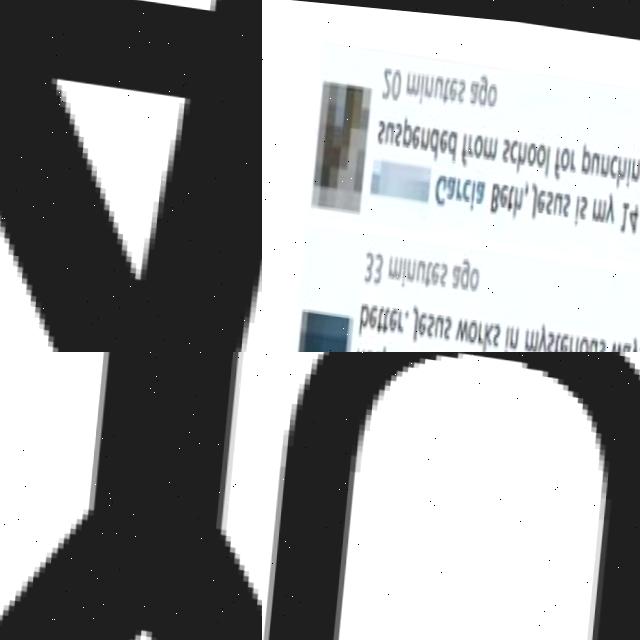 better. Jesus works in mysterious way
33 minutes ago
Garcia Beth, Jesus is my 14
suspended from school for punchin
20 minutes ago